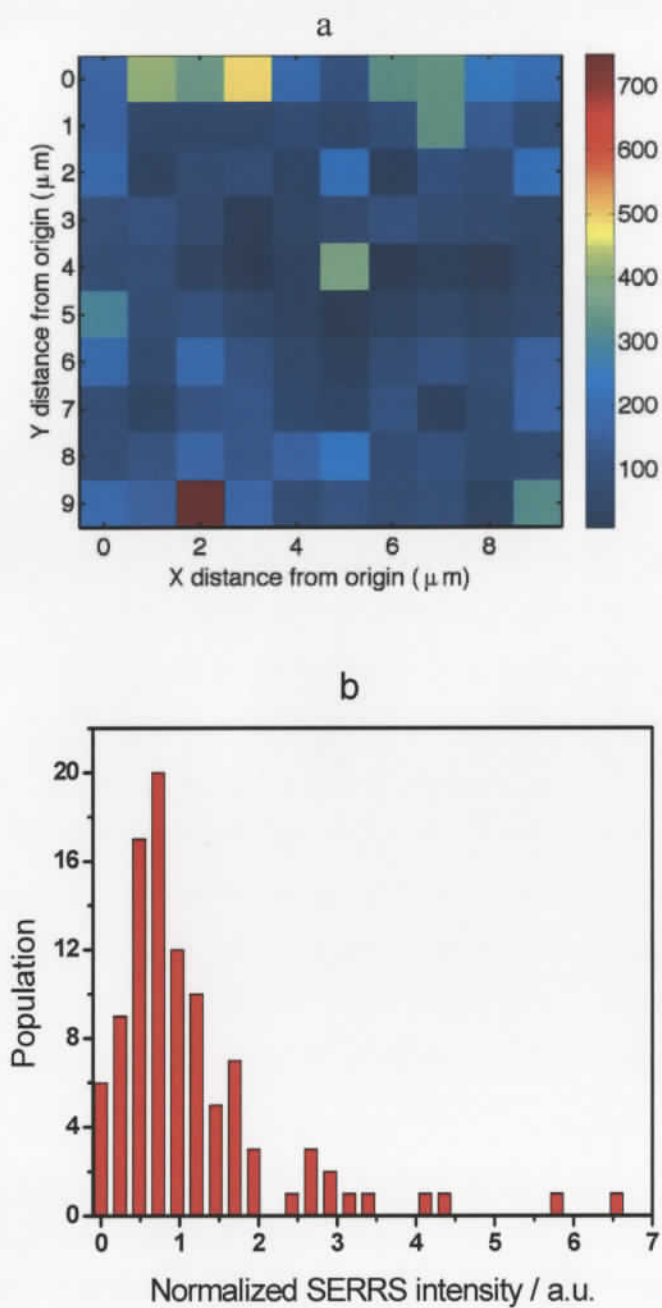 a
0
1
2
3
4
5
6
7
8
9
Y distance from origin (μm)
0 2 4 6 8
X distance from origin (μm)
700
600
500
400
300
200
100
b
20
16
12
8
4
0
Population
0 1 2 3 4 5 6 7
Normalized SERRS intensity / a.u.